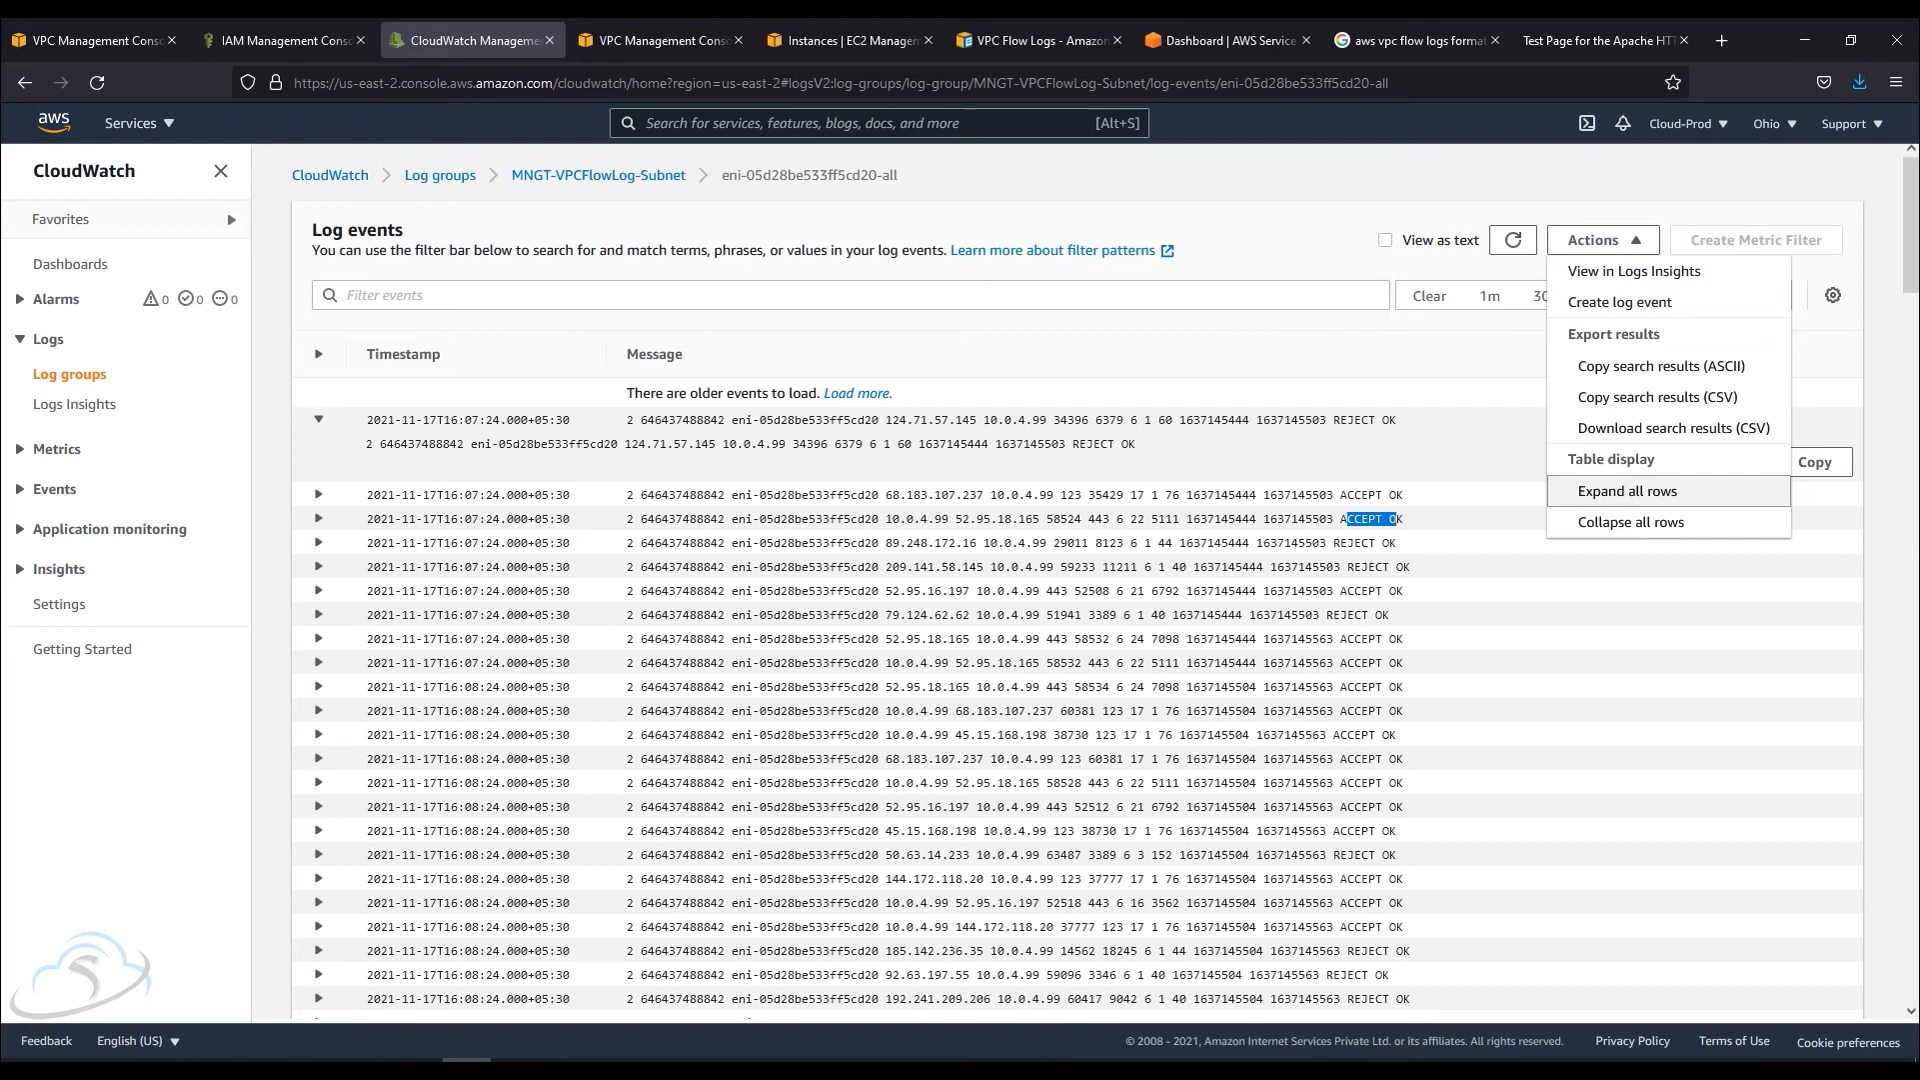 VPC Management Conso
IAM Management Conso
CloudWatch Manageme
VPC Management Conso
Instances | EC2 Managem
VPC Flow Logs - Amazon
Dashboard | AWS Service
aws vpc flow logs format
Test Page for the Apache HTT
https://us-east-2.console.aws.amazon.com/cloudwatch/home?region=us-east-2#logsV2:log-groups/log-group/MNGT-VPCFlowLog-Subnet/log-events/eni-05d28be533ff5cd20-all
aws
Services
Search for services, features, blogs, docs, and more
[Alt+S]
Cloud-Prod
Ohio
Support
CloudWatch
Favorites
Dashboards
Alarms
0
0
0
Logs
Log groups
Logs Insights
Metrics
Events
Application monitoring
Insights
Settings
Getting Started
CloudWatch
Log groups
MNGT-VPCFlowLog-Subnet
eni-05d28be533ff5cd20-all
Log events
You can use the filter bar below to search for and match terms, phrases, or values in your log events. Learn more about filter patterns
View as text
Actions
Create Metric Filter
Filter events
Clear
1m
30
View in Logs Insights
Create log event
Export results
Copy search results (ASCII)
Copy search results (CSV)
Download search results (CSV)
Table display
Expand all rows
Collapse all rows
Timestamp
Message
There are older events to load. Load more.
2021-11-17T16:07:24.000+05:30 2 646437488842 eni-05d28be533ff5cd20 124.71.57.145 10.0.4.99 34396 6379 6 1 60 1637145444 1637145503 REJECT OK
2 646437488842 eni-05d28be533ff5cd20 124.71.57.145 10.0.4.99 34396 6379 6 1 60 1637145444 1637145503 REJECT OK
Copy
2021-11-17T16:07:24.000+05:30 2 646437488842 eni-05d28be533ff5cd20 68.183.107.237 10.0.4.99 123 35429 17 1 76 1637145444 1637145503 ACCEPT OK
2021-11-17T16:07:24.000+05:30 2 646437488842 eni-05d28be533ff5cd20 10.0.4.99 52.95.18.165 58524 443 6 22 5111 1637145444 1637145503 ACCEPT OK
2021-11-17T16:07:24.000+05:30 2 646437488842 eni-05d28be533ff5cd20 89.248.172.16 10.0.4.99 29011 8123 6 1 44 1637145444 1637145503 REJECT OK
2021-11-17T16:07:24.000+05:30 2 646437488842 eni-05d28be533ff5cd20 209.141.58.145 10.0.4.99 59233 11211 6 1 40 1637145444 1637145503 REJECT OK
2021-11-17T16:07:24.000+05:30 2 646437488842 eni-05d28be533ff5cd20 52.95.16.197 10.0.4.99 443 52508 6 21 6792 1637145444 1637145503 ACCEPT OK
2021-11-17T16:07:24.000+05:30 2 646437488842 eni-05d28be533ff5cd20 79.124.62.62 10.0.4.99 51941 3389 6 1 40 1637145444 1637145503 REJECT OK
2021-11-17T16:07:24.000+05:30 2 646437488842 eni-05d28be533ff5cd20 52.95.18.165 10.0.4.99 443 58532 6 24 7098 1637145444 1637145563 ACCEPT OK
2021-11-17T16:07:24.000+05:30 2 646437488842 eni-05d28be533ff5cd20 10.0.4.99 52.95.18.165 58532 443 6 22 5111 1637145444 1637145563 ACCEPT OK
2021-11-17T16:08:24.000+05:30 2 646437488842 eni-05d28be533ff5cd20 52.95.18.165 10.0.4.99 443 58534 6 24 7098 1637145504 1637145563 ACCEPT OK
2021-11-17T16:08:24.000+05:30 2 646437488842 eni-05d28be533ff5cd20 10.0.4.99 68.183.107.237 60381 123 17 1 76 1637145504 1637145563 ACCEPT OK
2021-11-17T16:08:24.000+05:30 2 646437488842 eni-05d28be533ff5cd20 10.0.4.99 45.15.168.198 38730 123 17 1 76 1637145504 1637145563 ACCEPT OK
2021-11-17T16:08:24.000+05:30 2 646437488842 eni-05d28be533ff5cd20 68.183.107.237 10.0.4.99 123 60381 17 1 76 1637145504 1637145563 ACCEPT OK
2021-11-17T16:08:24.000+05:30 2 646437488842 eni-05d28be533ff5cd20 10.0.4.99 52.95.18.165 58528 443 6 22 5111 1637145504 1637145563 ACCEPT OK
2021-11-17T16:08:24.000+05:30 2 646437488842 eni-05d28be533ff5cd20 52.95.16.197 10.0.4.99 443 52512 6 21 6792 1637145504 1637145563 ACCEPT OK
2021-11-17T16:08:24.000+05:30 2 646437488842 eni-05d28be533ff5cd20 45.15.168.198 10.0.4.99 123 38730 17 1 76 1637145504 1637145563 ACCEPT OK
2021-11-17T16:08:24.000+05:30 2 646437488842 eni-05d28be533ff5cd20 50.63.14.233 10.0.4.99 63487 3389 6 3 152 1637145504 1637145563 REJECT OK
2021-11-17T16:08:24.000+05:30 2 646437488842 eni-05d28be533ff5cd20 144.172.118.20 10.0.4.99 123 37777 17 1 76 1637145504 1637145563 ACCEPT OK
2021-11-17T16:08:24.000+05:30 2 646437488842 eni-05d28be533ff5cd20 10.0.4.99 52.95.16.197 52518 443 6 16 3562 1637145504 1637145563 ACCEPT OK
2021-11-17T16:08:24.000+05:30 2 646437488842 eni-05d28be533ff5cd20 10.0.4.99 144.172.118.20 37777 123 17 1 76 1637145504 1637145563 ACCEPT OK
2021-11-17T16:08:24.000+05:30 2 646437488842 eni-05d28be533ff5cd20 185.142.236.35 10.0.4.99 14562 18245 6 1 44 1637145504 1637145563 REJECT OK
2021-11-17T16:08:24.000+05:30 2 646437488842 eni-05d28be533ff5cd20 92.63.197.55 10.0.4.99 59096 3346 6 1 40 1637145504 1637145563 REJECT OK
2021-11-17T16:08:24.000+05:30 2 646437488842 eni-05d28be533ff5cd20 192.241.209.206 10.0.4.99 60417 9042 6 1 40 1637145504 1637145563 REJECT OK
Feedback
English (US)
© 2008 - 2021, Amazon Internet Services Private Ltd. or its affiliates. All rights reserved.
Privacy Policy
Terms of Use
Cookie preferences